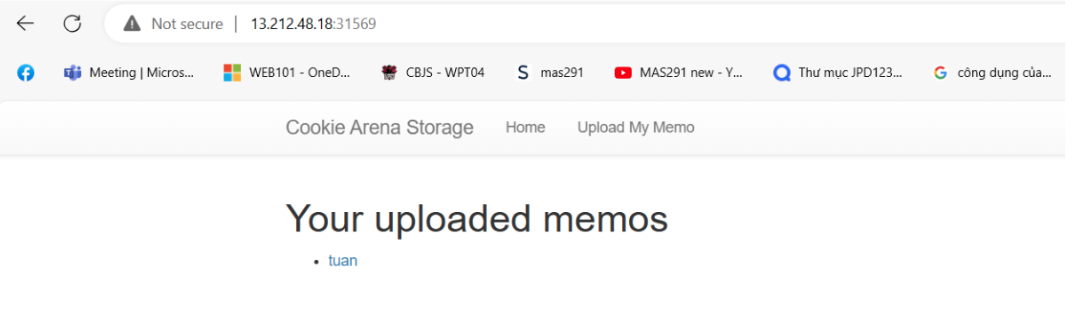 Not secure | 13.212.48.18:31569
Meeting | Micros... WEB101 - OneD... CBJS - WPT04 S mas291 MAS291 new - Y... Thư mục JPD123... công dụng của...
Cookie Arena Storage Home Upload My Memo
Your uploaded memos
• tuan